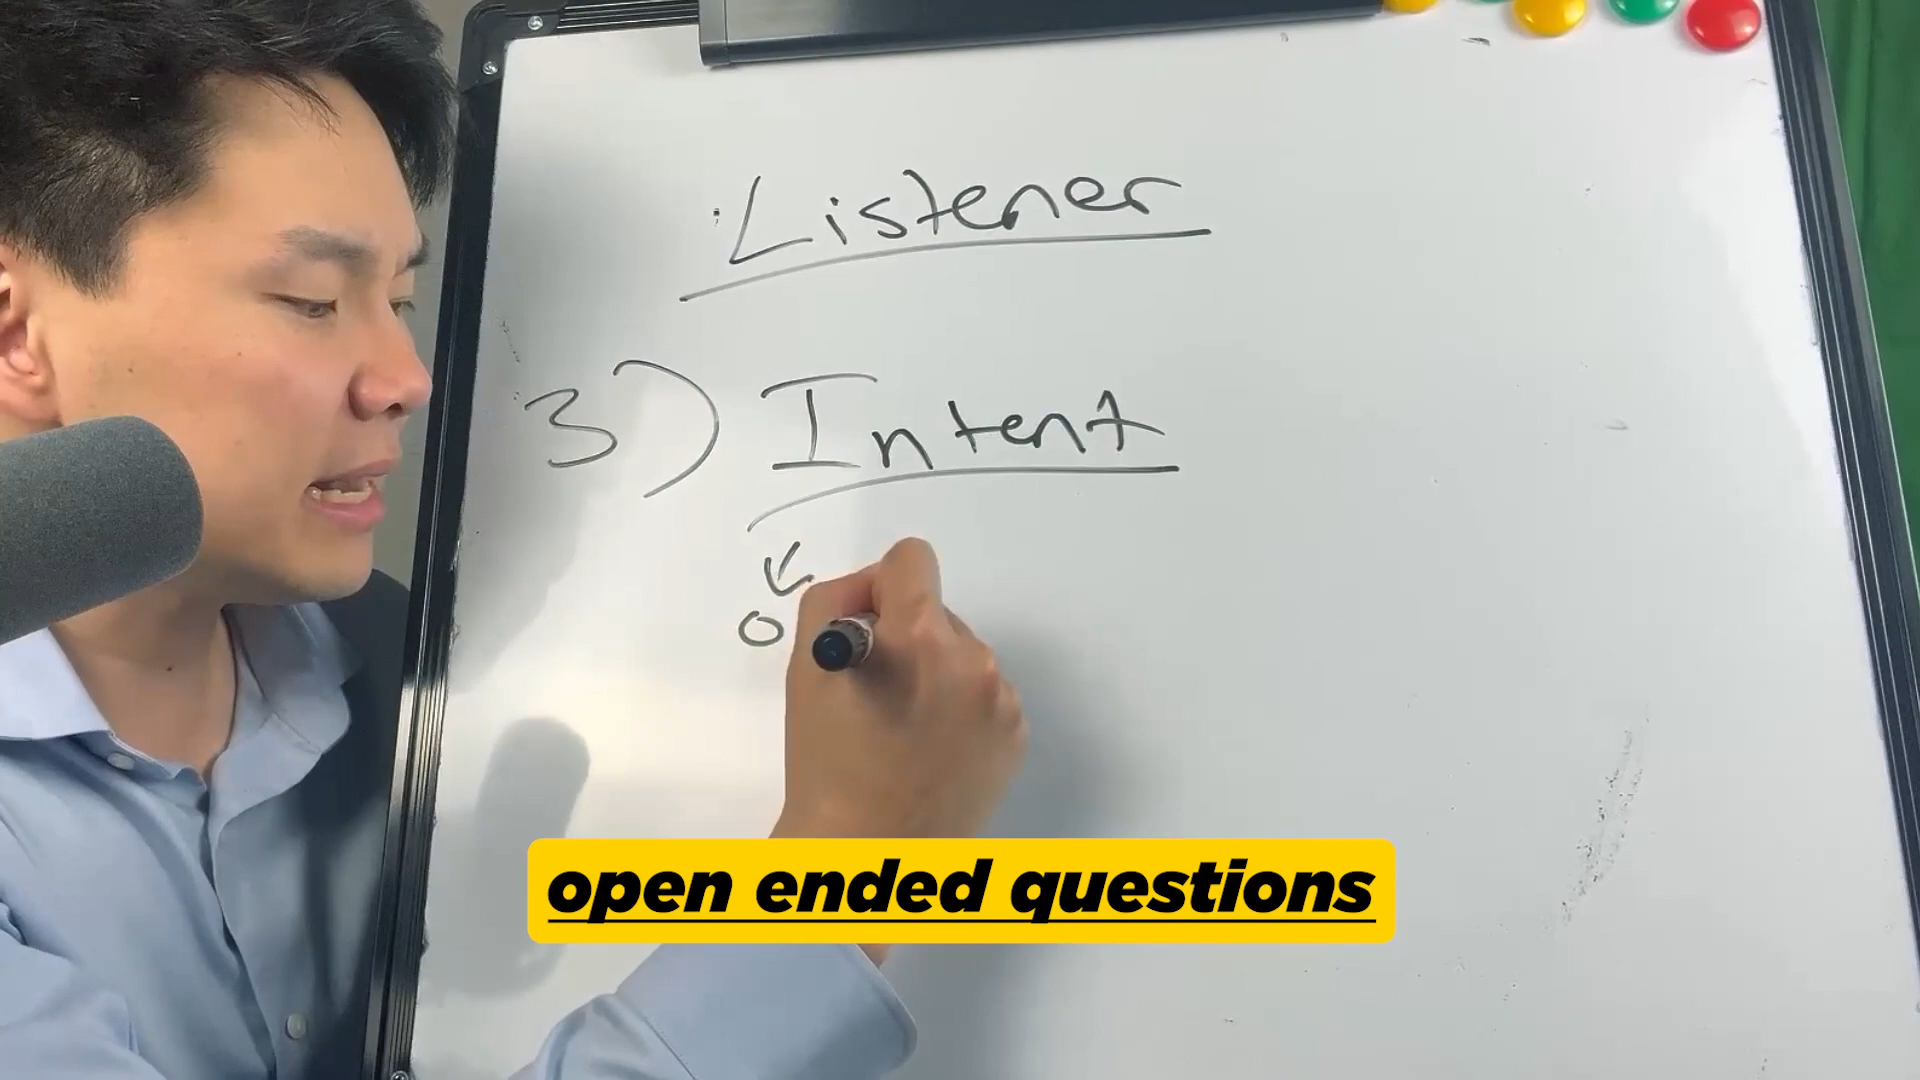 Listener
3) Intent
o
open ended questions